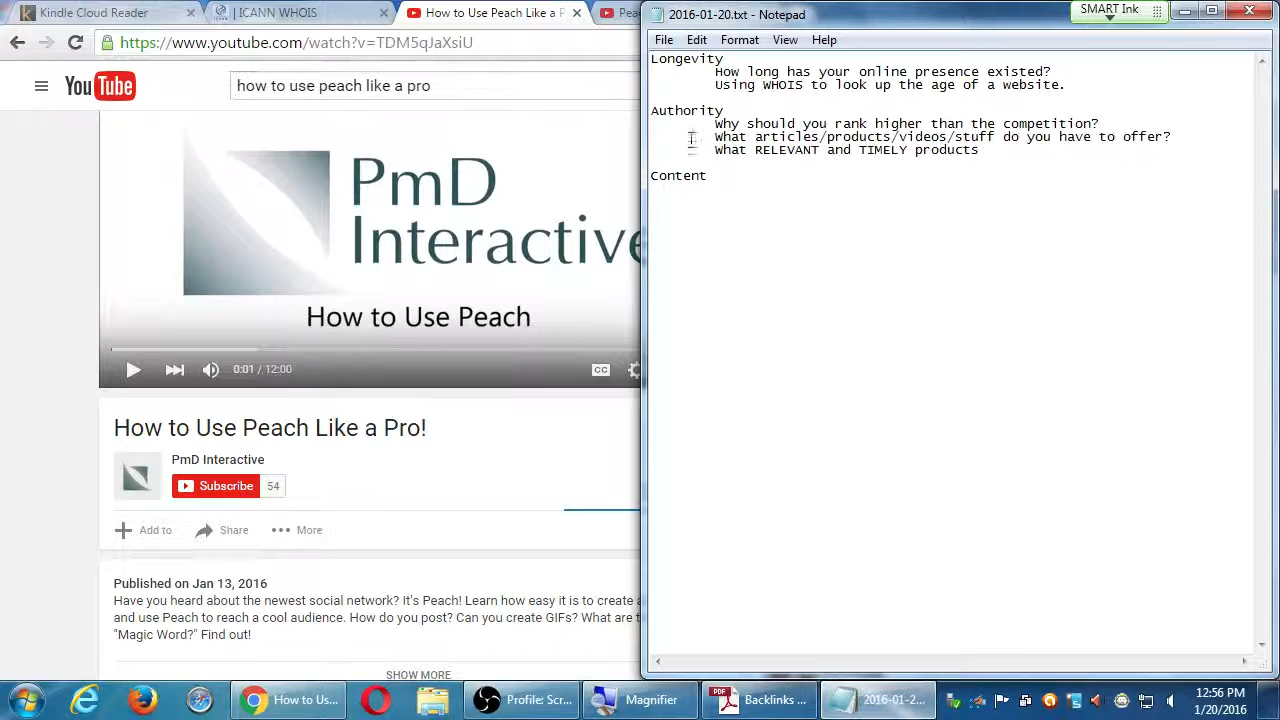 Kindle Cloud Reader
| ICANN WHOIS
How to Use Peach Like a P
Pea
https://www.youtube.com/watch?v=TDM5qJaXsiU
YouTube
how to use peach like a pro
PmD
Interactive
How to Use Peach
0:01 / 12:00
CC
How to Use Peach Like a Pro!
PmD Interactive
Subscribe
54
Add to
Share
More
Published on Jan 13, 2016
Have you heard about the newest social network? It's Peach! Learn how easy it is to create a
and use Peach to reach a cool audience. How do you post? Can you create GIFs? What are t
"Magic Word?" Find out!
SHOW MORE
2016-01-20.txt - Notepad
SMART Ink
File Edit Format View Help
Longevity
How long has your online presence existed?
Using WHOIS to look up the age of a website.
Authority
Why should you rank higher than the competition?
What articles/products/videos/stuff do you have to offer?
What RELEVANT and TIMELY products
Content
How to Us...
Profile: Scr...
Magnifier
PDF
Backlinks ...
2016-01-2...
12:56 PM
1/20/2016